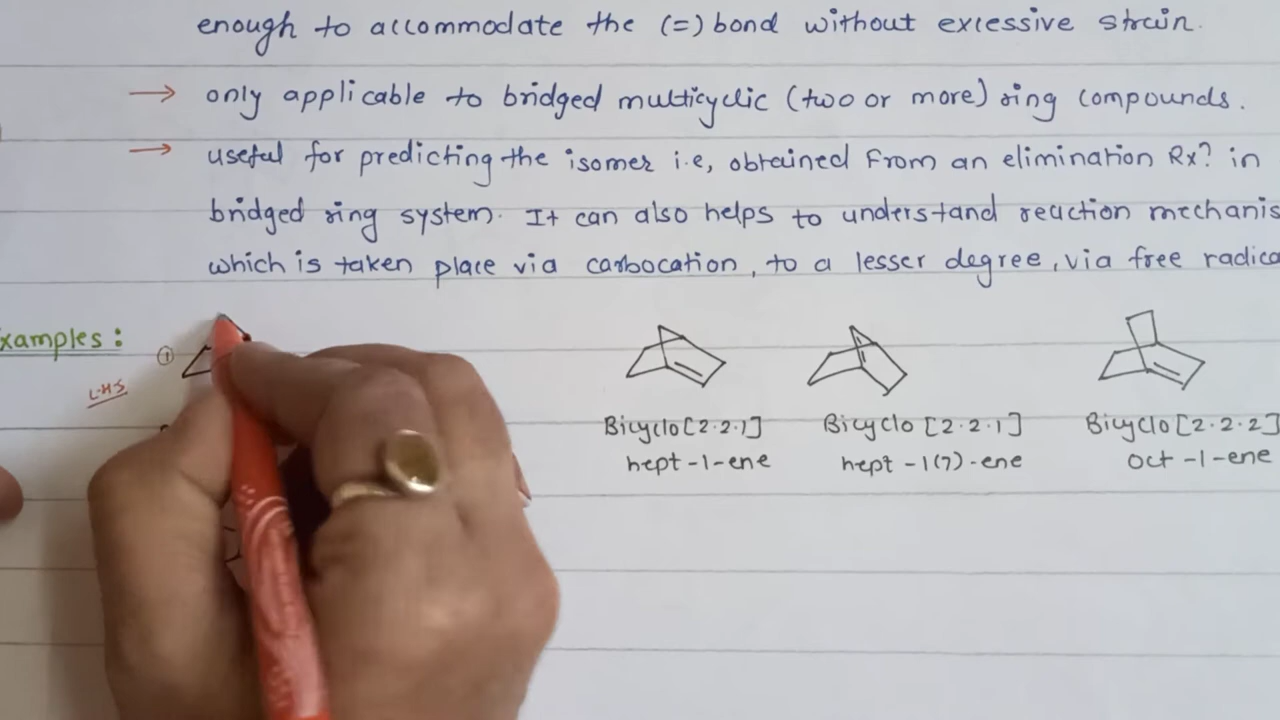 enough to accommodate the (=) bond without excessive strain.
→ only applicable to bridged multicyclic (two or more) ring compounds.
→ useful for predicting the isomer i.e, obtained from an elimination Rx? in
bridged ring system. It can also helps to understand reaction mechanis
which is taken place via carbocation, to a lesser degree, via free radica
xamples:
①
L.H.S
Bicyclo[2.2.1] Bicyclo [2.2.1] Bicyclo[2.2.2]
hept-1-ene hept-1(7)-ene oct-1-ene